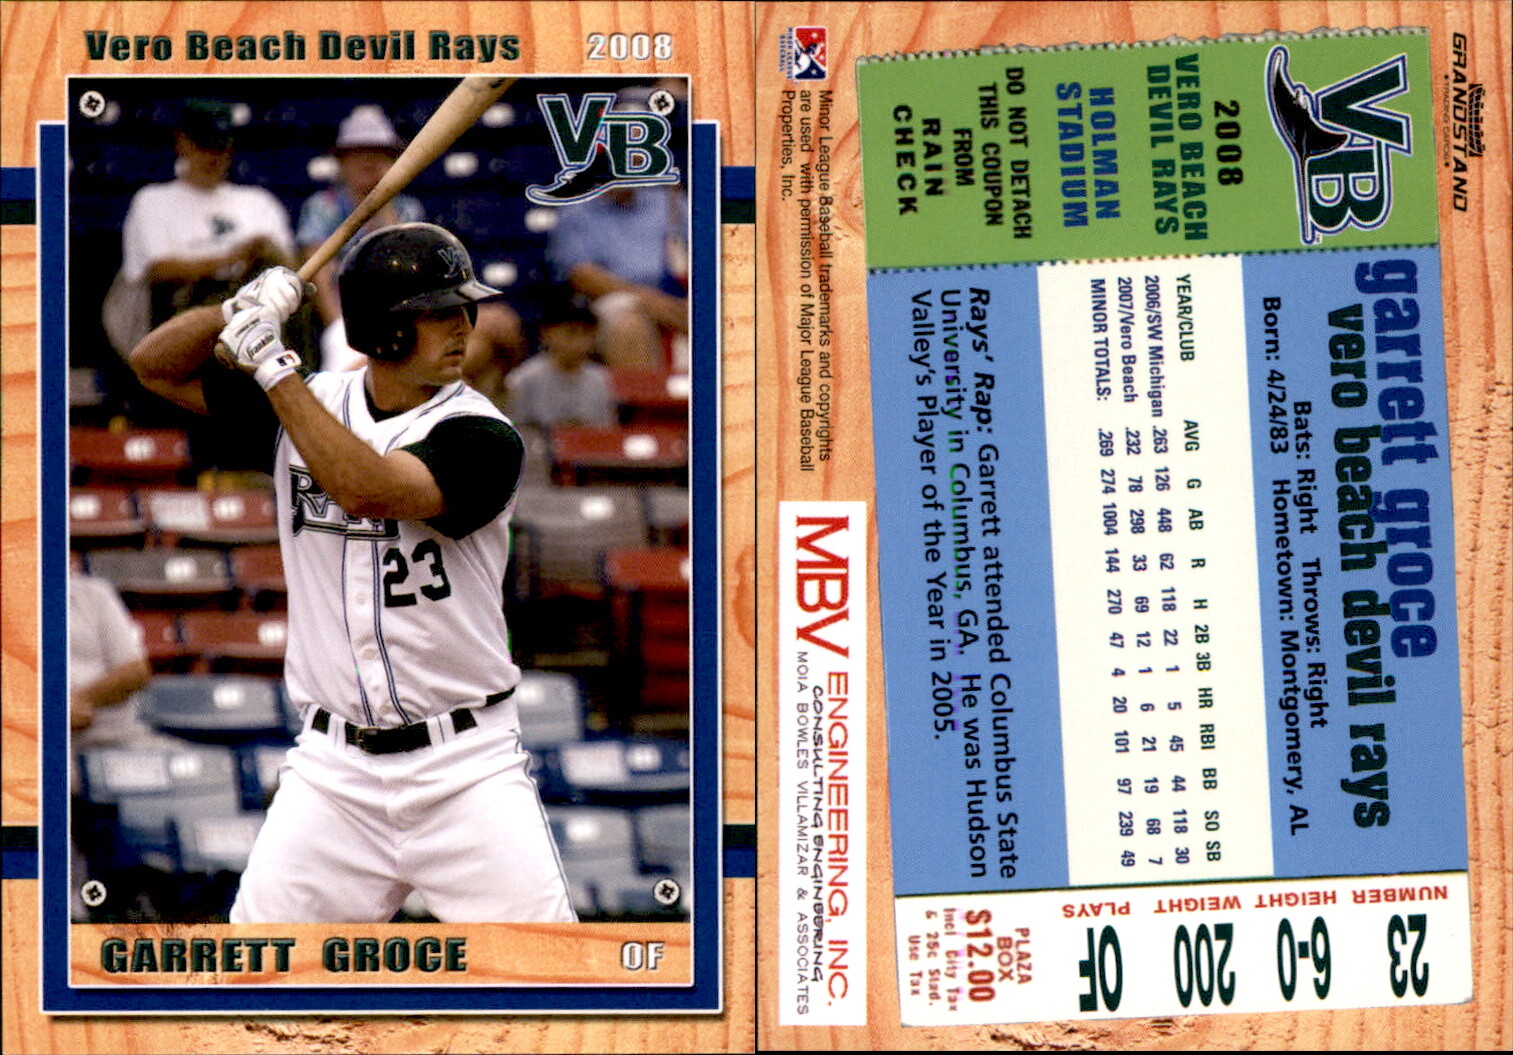 Vero Beach Devil Rays 2008
VB
RAYS
23
Franklin
GARRETT GROCE OF
GRANDSTAND
TRADING CARDS
VB
2008
VERO BEACH
DEVIL RAYS
HOLMAN
STADIUM
DO NOT DETACH
THIS COUPON
FROM
RAIN
CHECK
garrett groce
vero beach devil rays
Bats: Right Throws: Right
Born: 4/24/83 Hometown: Montgomery, AL
YEAR/CLUB AVG G AB R H 2B 3B HR RBI BB SO SB
2006/SW Michigan .263 126 448 62 118 22 1 5 45 44 118 30
2007/Vero Beach .232 78 298 33 69 12 1 6 21 19 68 7
MINOR TOTALS: .269 274 1004 144 270 47 4 20 101 97 239 49
Rays' Rap: Garrett attended Columbus State
University in Columbus, GA. He was Hudson
Valley's Player of the Year in 2005.
NUMBER HEIGHT WEIGHT PLAYS
23 6-0 200 OF
PLAZA
BOX
$12.00
Incl City Tax
& 25c Stad.
Use Tax
MINOR LEAGUE
BASEBALL
Minor League Baseball trademarks and copyrights
are used with permission of Major League Baseball
Properties, Inc.
MBV ENGINEERING, INC.
CONSULTING ENGINEERING
MOIA BOWLES VILLAMIZAR & ASSOCIATES